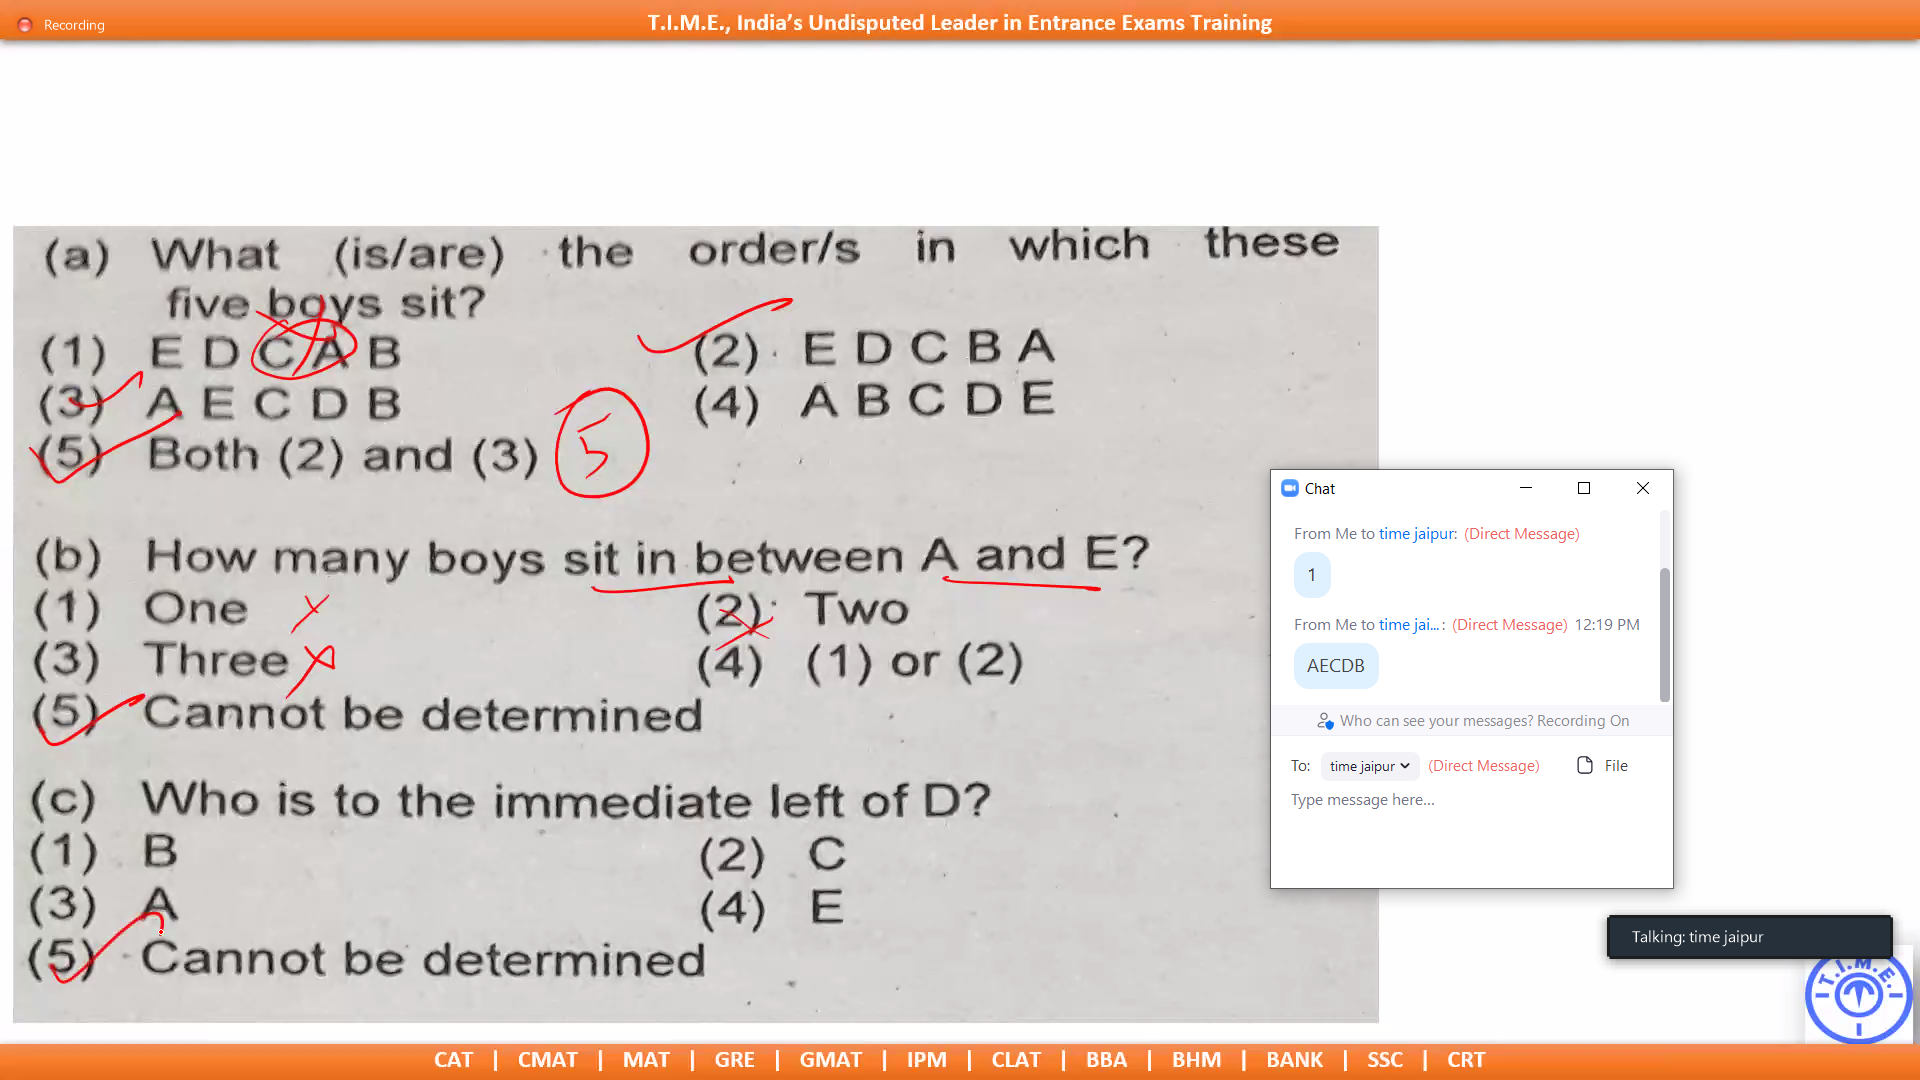 Recording
T.I.M.E., India's Undisputed Leader in Entrance Exams Training
(a) What (is/are) the order/s in which these
five boys sit?
(1) E D C A B (2) E D C B A
(3) A E C D B (4) A B C D E
(5) Both (2) and (3) 5
(b) How many boys sit in between A and E?
(1) One (2) Two
(3) Three (4) (1) or (2)
(5) Cannot be determined
(c) Who is to the immediate left of D?
(1) B (2) C
(3) A (4) E
(5) Cannot be determined
Chat
From Me to time jaipur: (Direct Message)
1
From Me to time jai... : (Direct Message) 12:19 PM
AECDB
Who can see your messages? Recording On
To: time jaipur (Direct Message) File
Type message here...
Talking: time jaipur
T.I.M.E.
CAT | CMAT | MAT | GRE | GMAT | IPM | CLAT | BBA | BHM | BANK | SSC | CRT